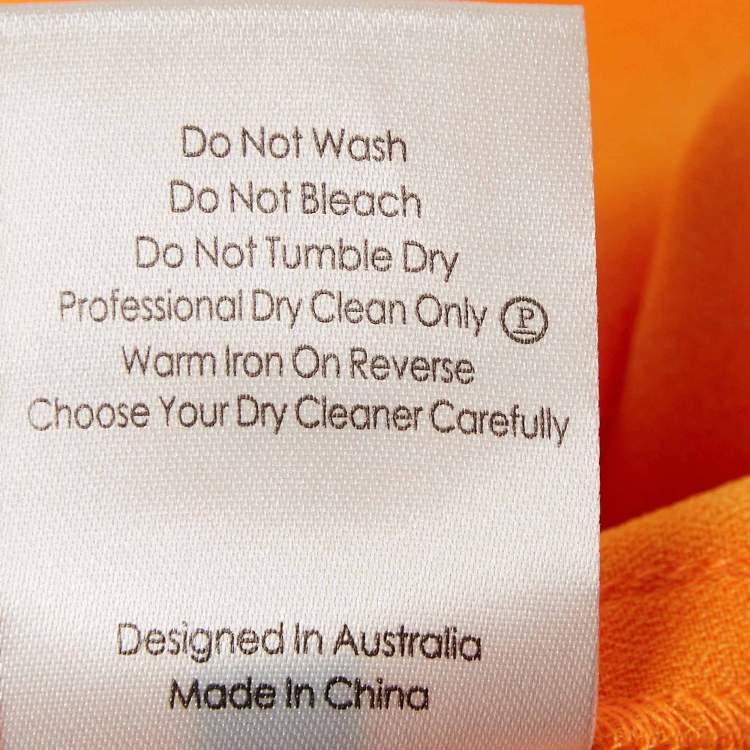 Do Not Wash
Do Not Bleach
Do Not Tumble Dry
Professional Dry Clean Only P
Warm Iron On Reverse
Choose Your Dry Cleaner Carefully
Designed In Australia
Made In China